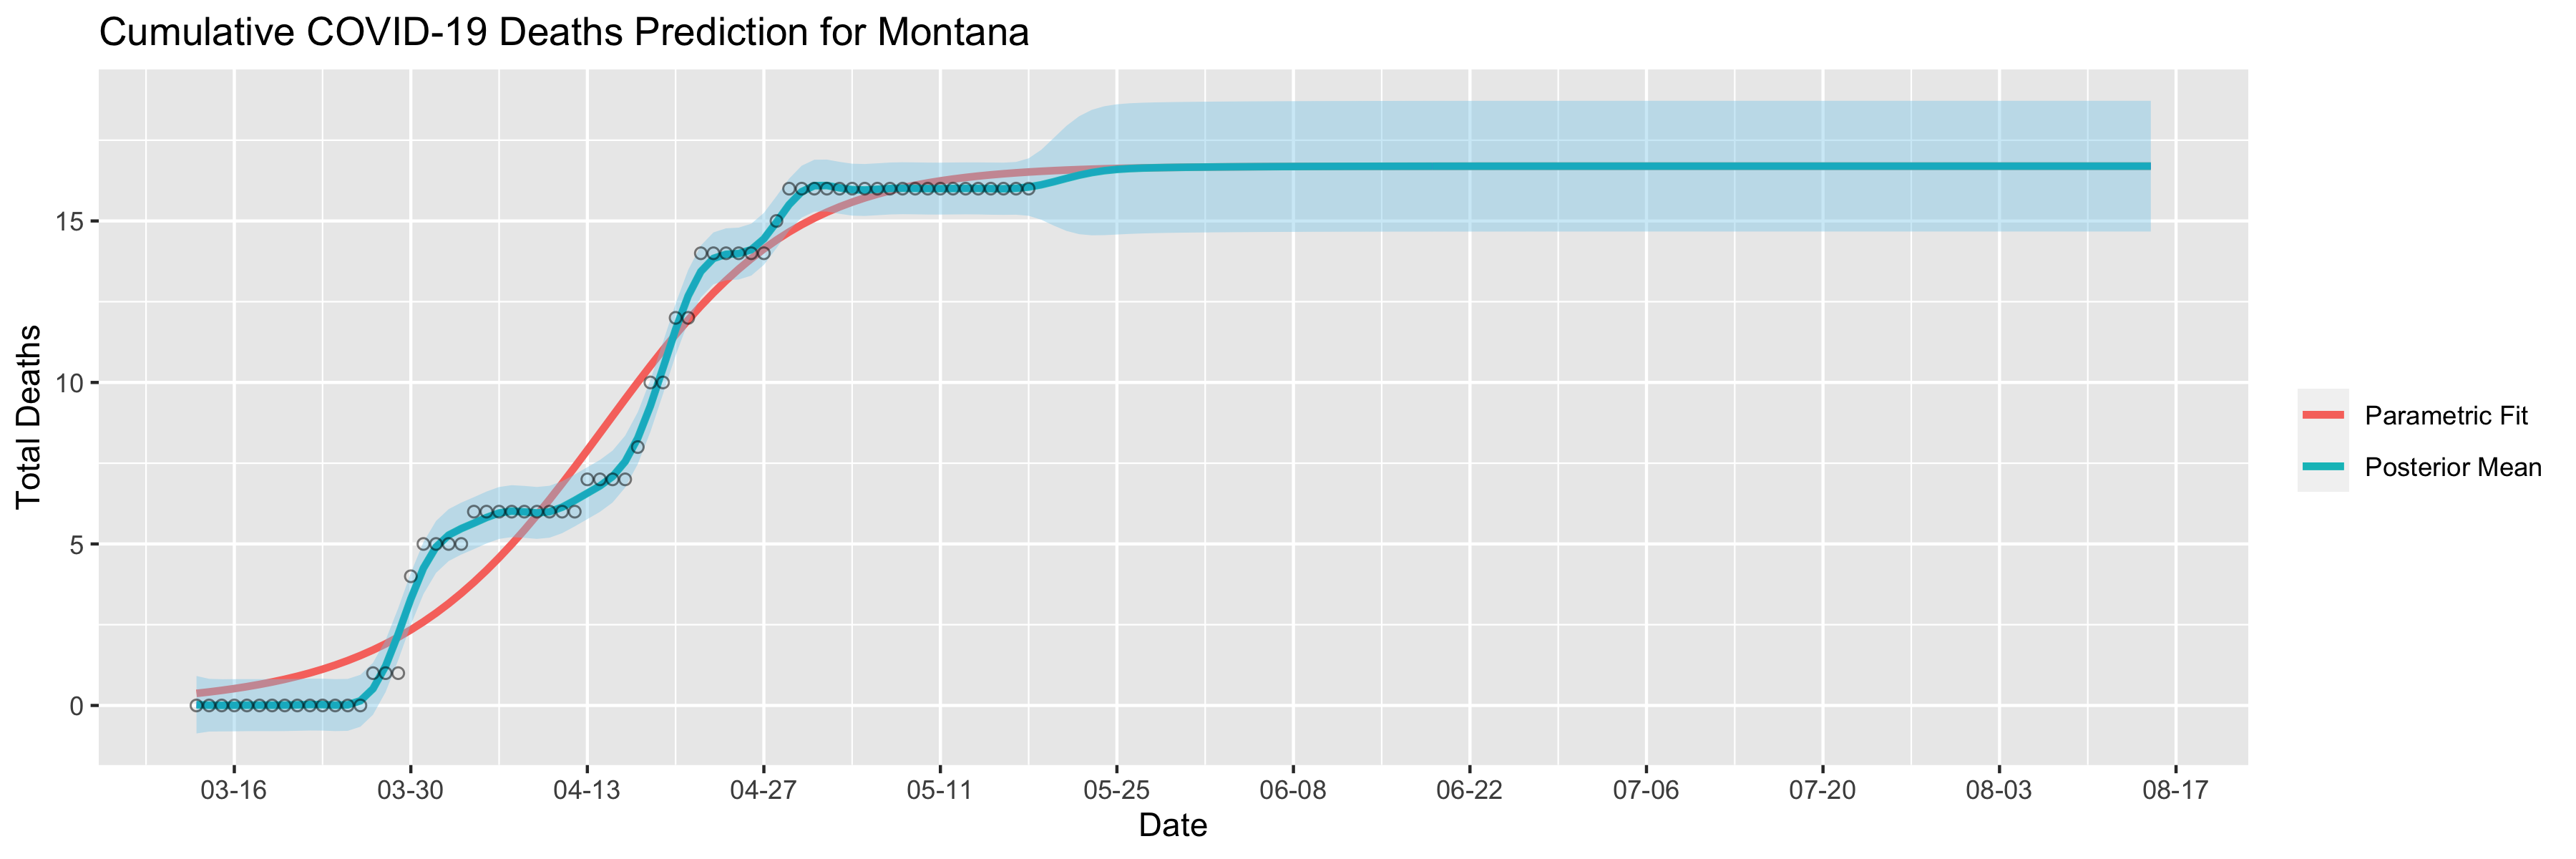 Cumulative COVID-19 Deaths Prediction for Montana
Total Deaths
15
10
5
0
03-16 03-30 04-13 04-27 05-11 05-25 06-08 06-22 07-06 07-20 08-03 08-17
Date
Parametric Fit
Posterior Mean